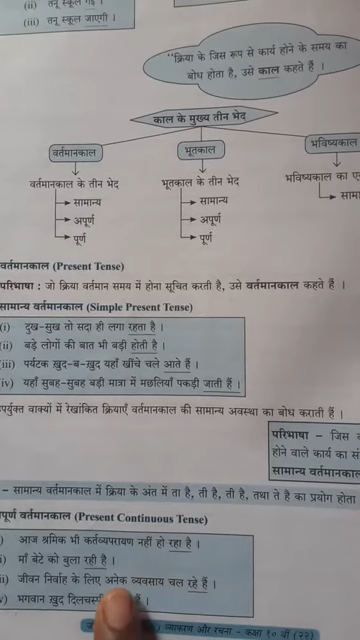 (ii) तनू स्कूल गई ।
(iii) तनू स्कूल जाएगी ।
"क्रिया के जिस रूप से कार्य होने के समय का
बोध होता है, उसे काल कहते हैं ।
काल के मुख्य तीन भेद
वर्तमानकाल
भूतकाल
भविष्यकाल
वर्तमानकाल के तीन भेद
भूतकाल के तीन भेद
भविष्यकाल का
सामान्य
सामान्य
अपूर्ण
अपूर्ण
पूर्ण
पूर्ण
वर्तमानकाल (Present Tense)
परिभाषा : जो क्रिया वर्तमान समय में होना सूचित करती है, उसे वर्तमानकाल कहते हैं ।
सामान्य वर्तमानकाल (Simple Present Tense)
(i) दुख-सुख तो सदा ही लगा रहता है ।
(ii) बड़े लोगों की बात भी बड़ी होती है ।
(iii) पर्यटक ख़ुद-ब-ख़ुद यहाँ खींचे चले आते हैं ।
iv) यहाँ सुबह-सुबह बड़ी मात्रा में मछलियाँ पकड़ी जाती हैं ।
वाक्यों में रेखांकित क्रियाएँ वर्तमानकाल की सामान्य अवस्था का बोध कराती हैं ।
परिभाषा – जिस
होने वाले कार्य का
सामान्य वर्तमानकाल
- सामान्य वर्तमानकाल में क्रिया के अंत में ता है, ती है, ती हैं, तथा ते है का प्रयोग होता
अपूर्ण वर्तमानकाल (Present Continuous Tense)
) आज श्रमिक भी कर्तव्यपरायण नहीं हो रहा है ।
i) माँ बेटे को बुला रही है ।
ii) जीवन निर्वाह के लिए अनेक व्यवसाय चल रहे हैं ।
v) भगवान ख़ुद हैं ।
व्याकरण और रचना - कक्षा १० वीं (२२)